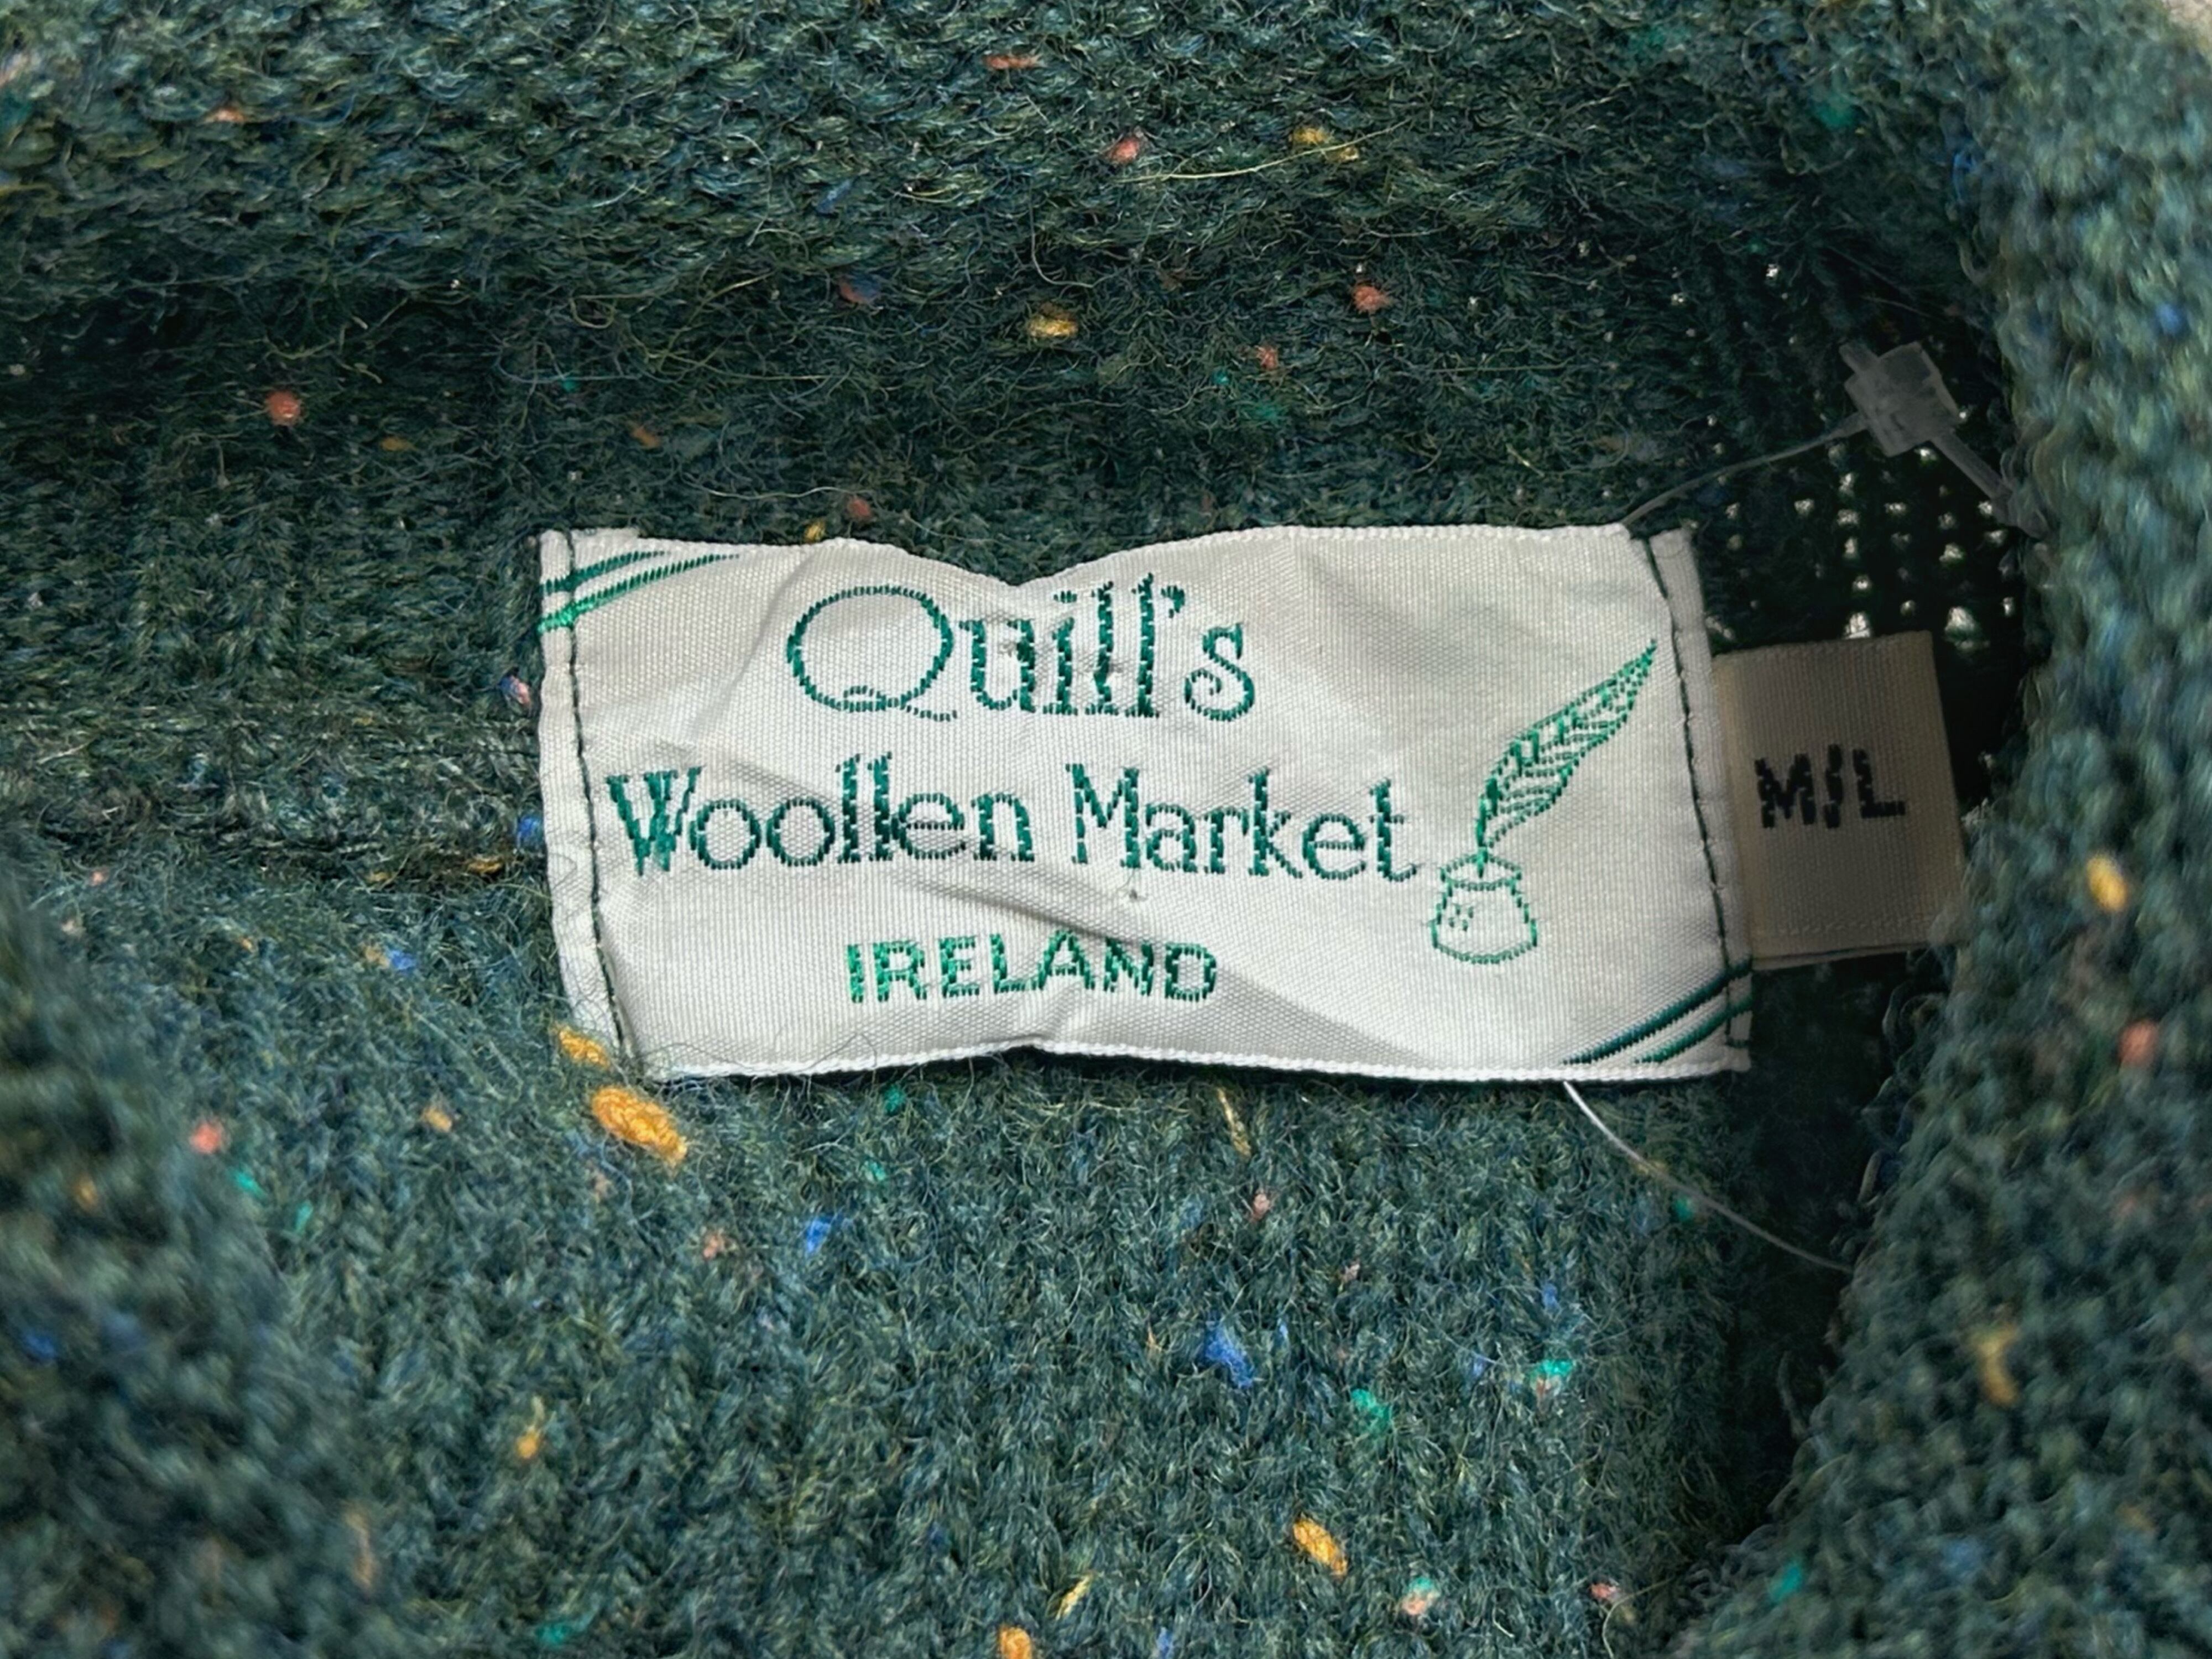 Quill's
Woollen Market
IRELAND
M/L